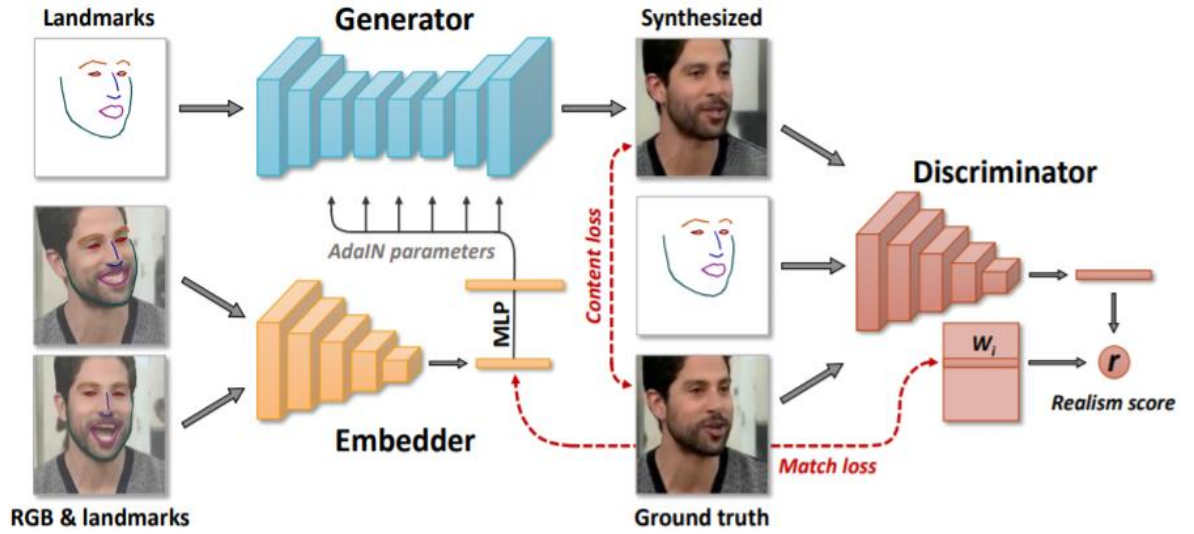 Landmarks
Generator
Synthesized
Discriminator
AdaIN parameters
Content loss
MLP
W_i
r
Realism score
Embedder
Match loss
RGB & landmarks
Ground truth